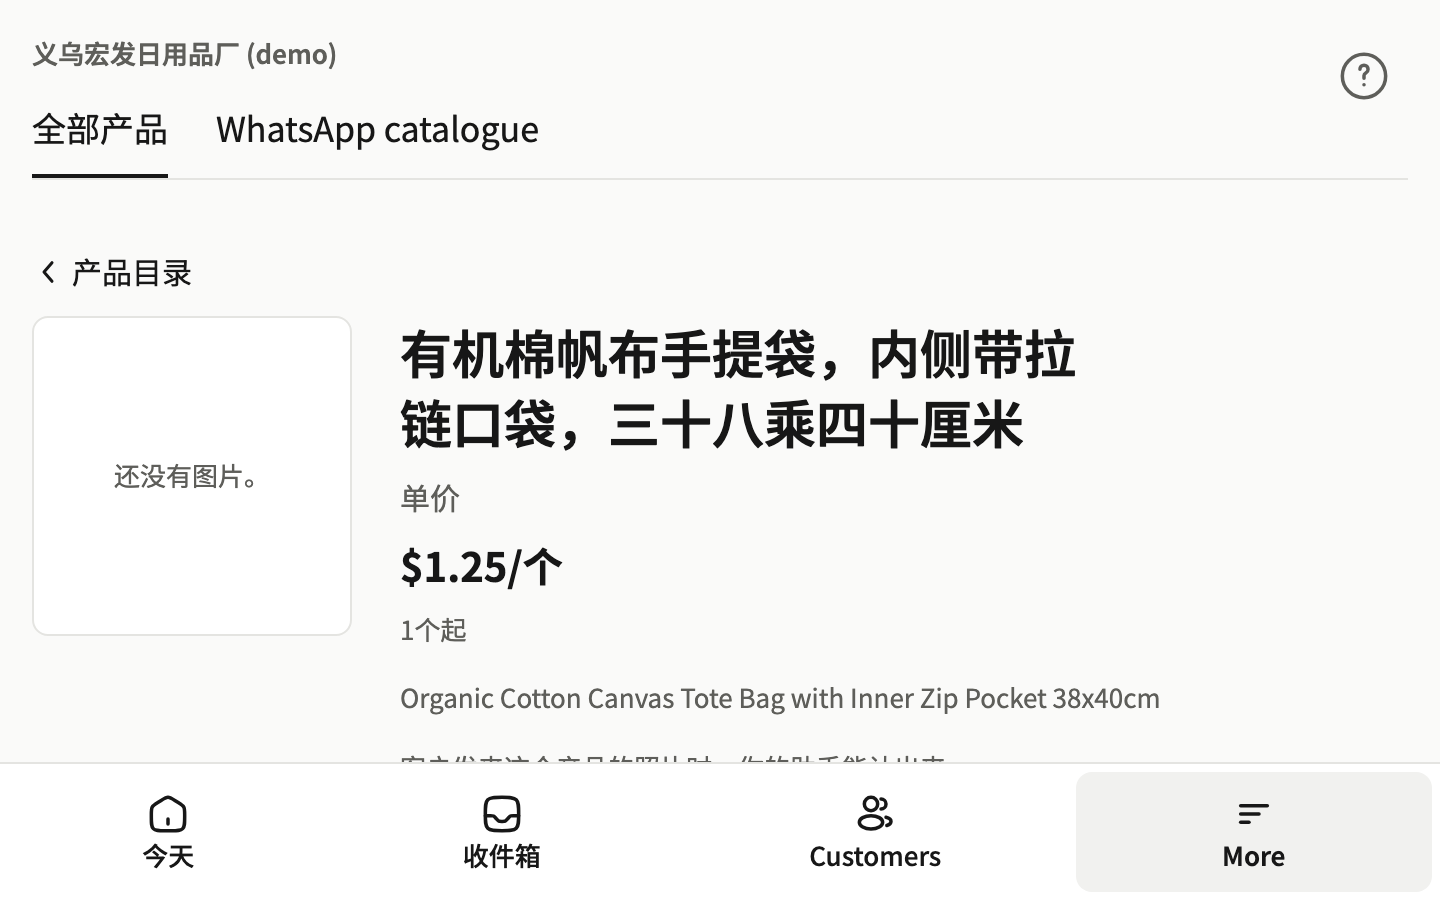 义乌宏发日用品厂 (demo)
全部产品
WhatsApp catalogue
产品目录
还没有图片。
有机棉帆布手提袋，内侧带拉
链口袋，三十八乘四十厘米
单价
$1.25/个
1个起
Organic Cotton Canvas Tote Bag with Inner Zip Pocket 38x40cm
今天
收件箱
Customers
More